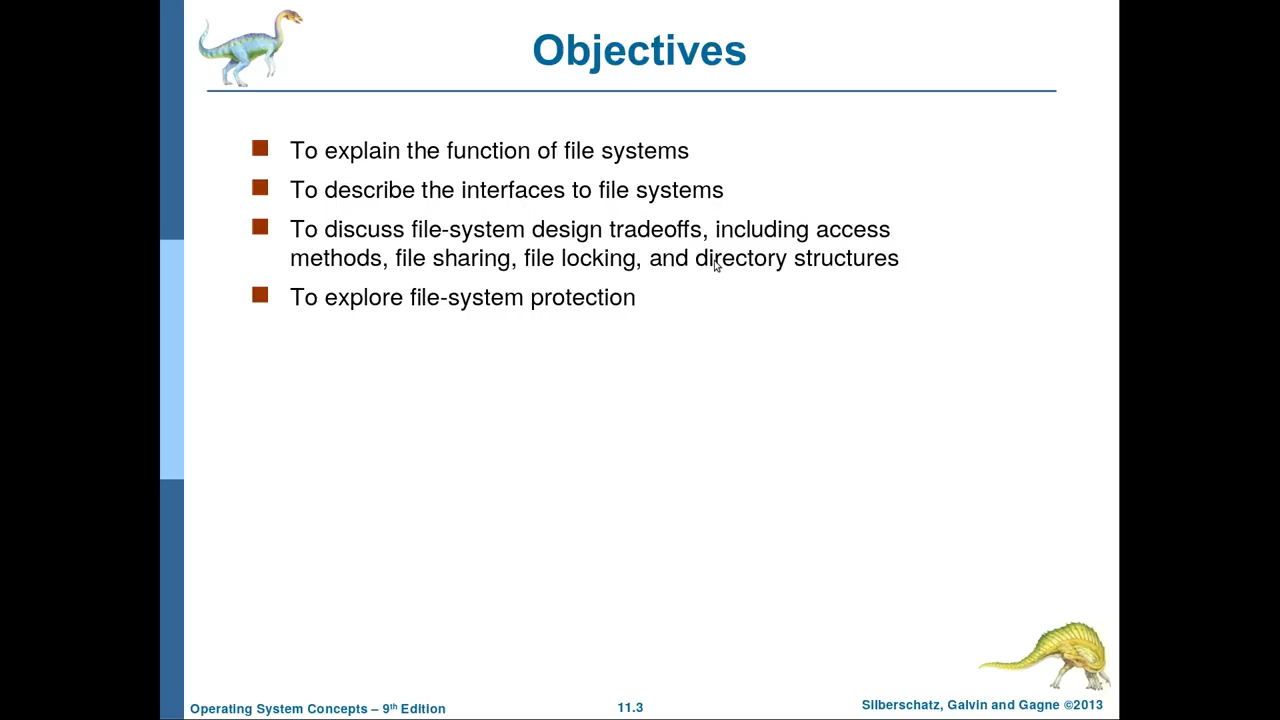 Objectives
To explain the function of file systems
To describe the interfaces to file systems
To discuss file-system design tradeoffs, including access
methods, file sharing, file locking, and directory structures
To explore file-system protection
Operating System Concepts – 9th Edition
11.3
Silberschatz, Galvin and Gagne ©2013